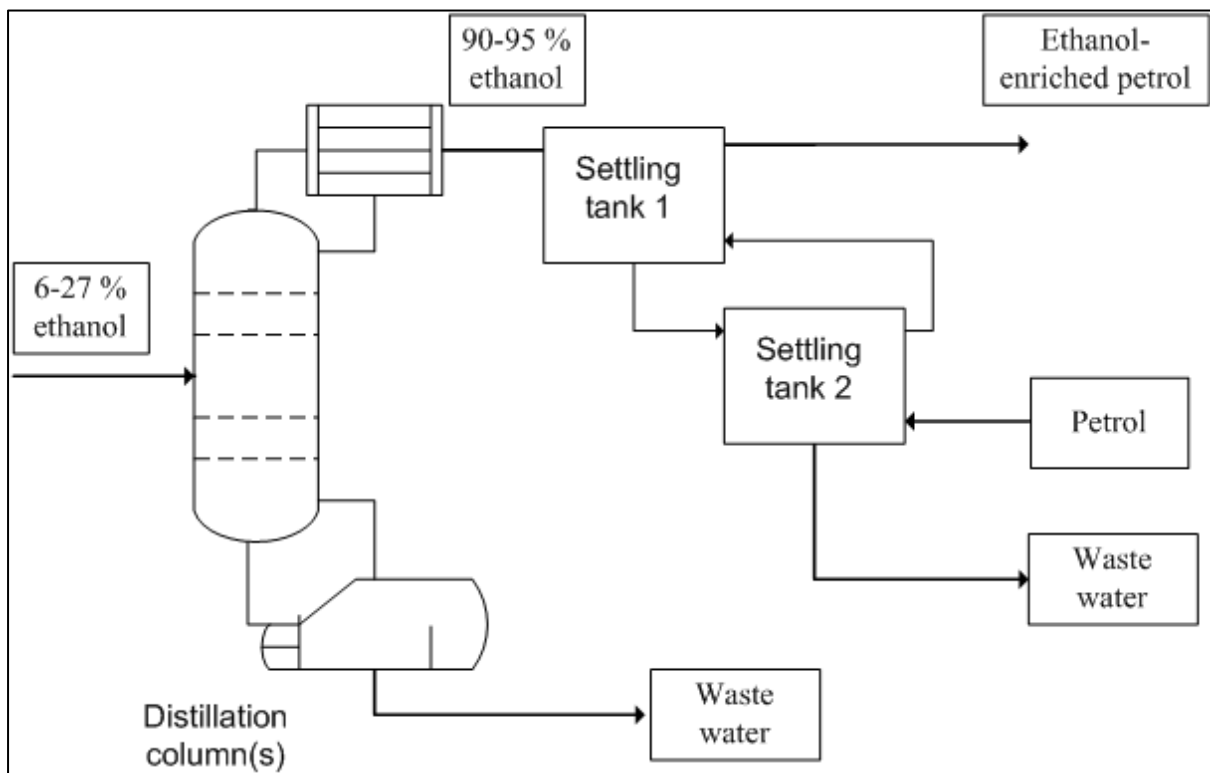 90-95 %
ethanol
Ethanol-
enriched petrol
Settling
tank 1
6-27 %
ethanol
Settling
tank 2
Petrol
Waste
water
Waste
water
Distillation
column(s)